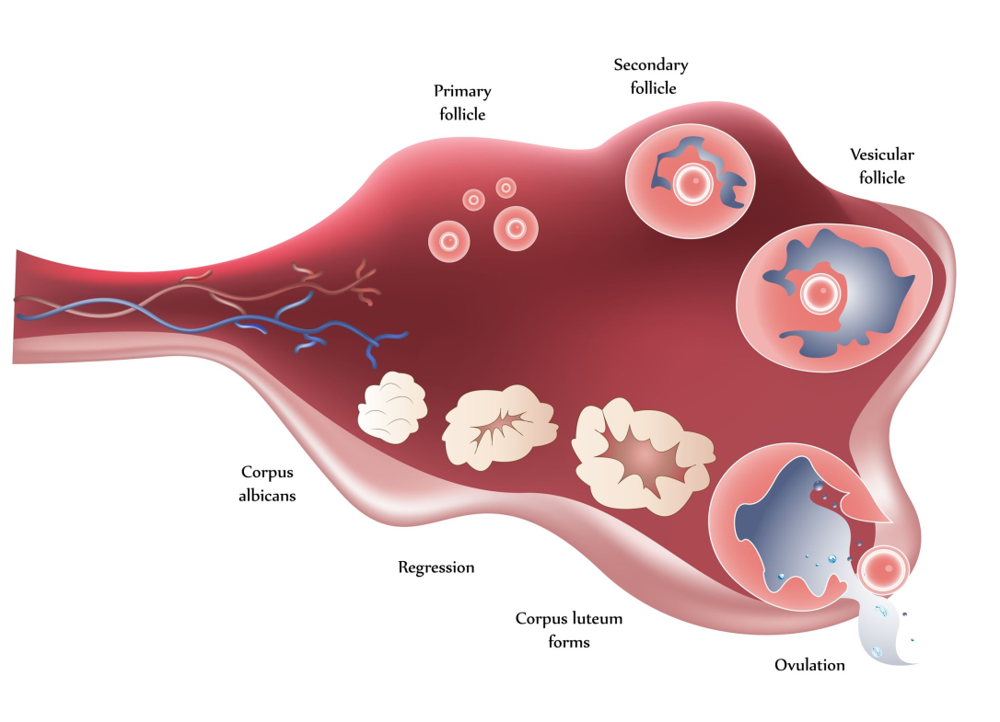 Primary
follicle
Secondary
follicle
Vesicular
follicle
Corpus
albicans
Regression
Corpus luteum
forms
Ovulation